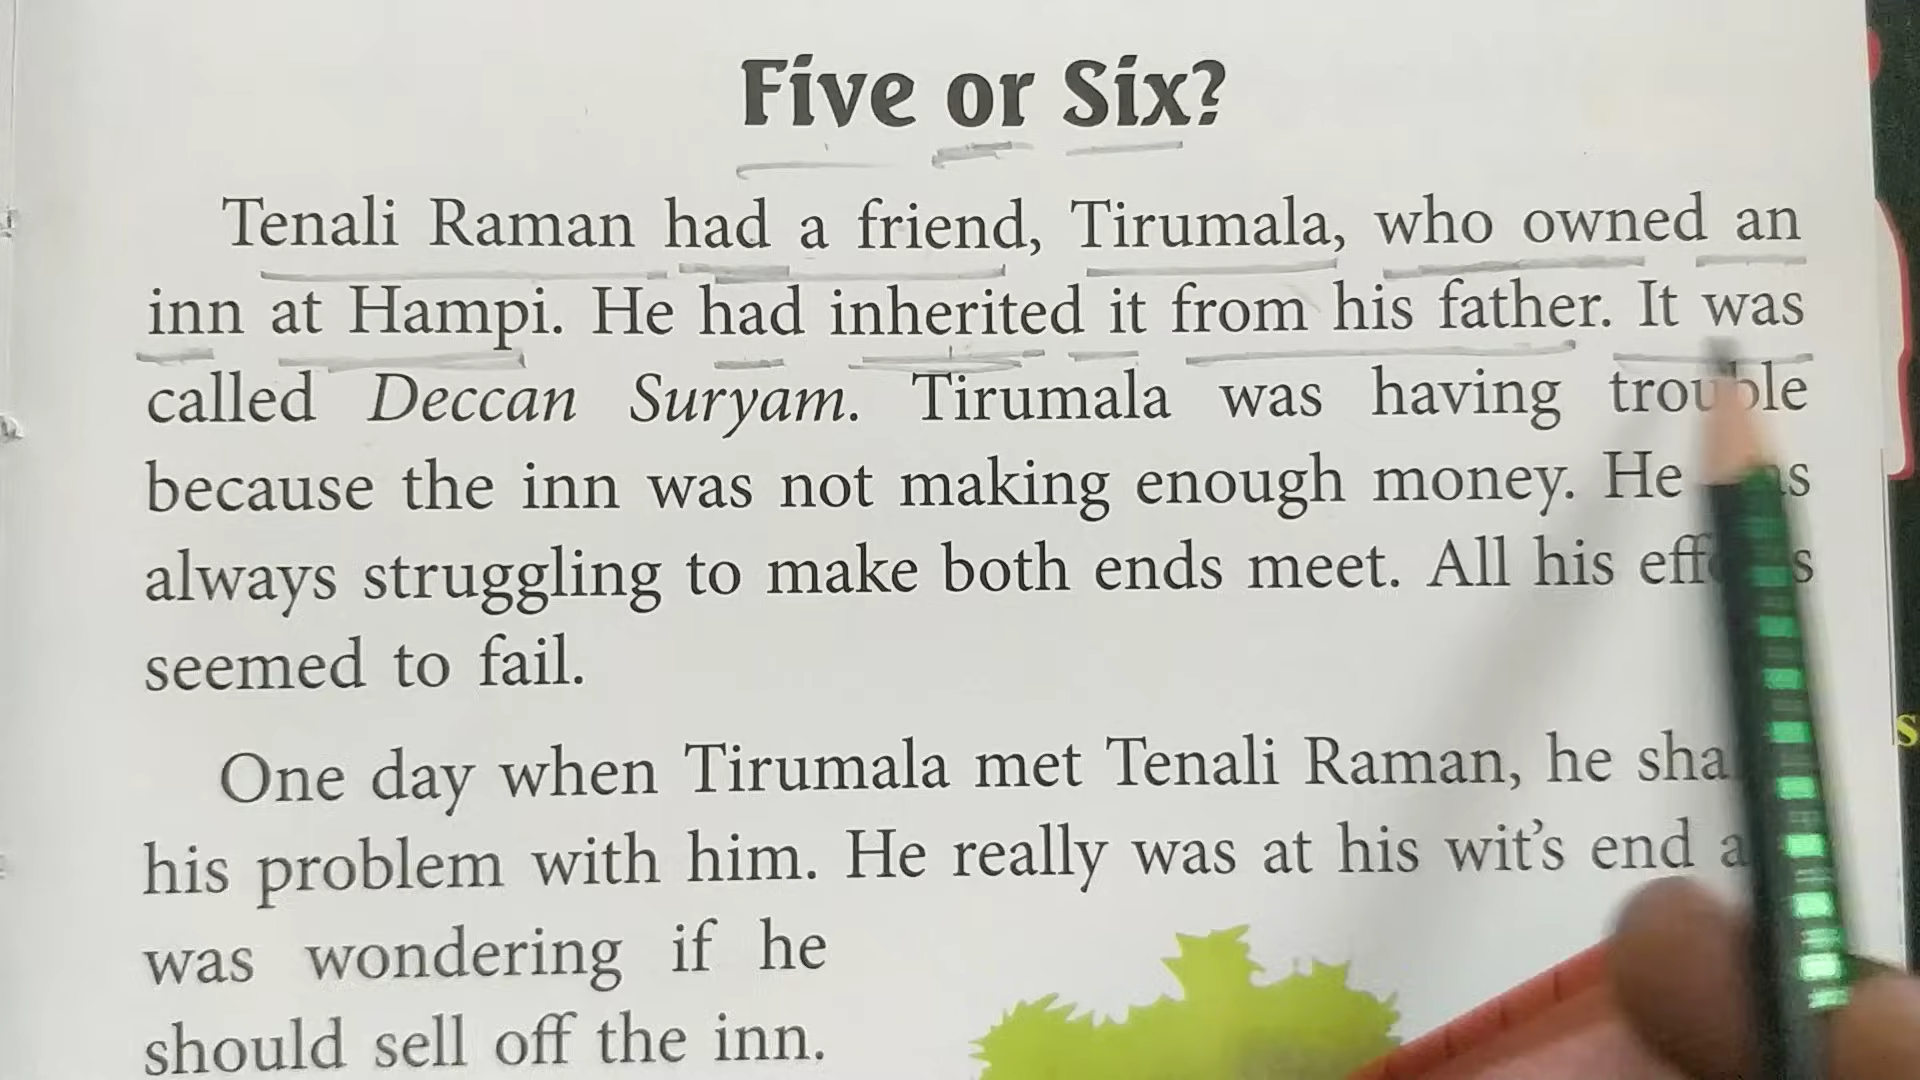 Five or Six?
Tenali Raman had a friend, Tirumala, who owned an
inn at Hampi. He had inherited it from his father. It was
called Deccan Suryam. Tirumala was having trouble
because the inn was not making enough money. He
always struggling to make both ends meet. All his
seemed to fail.
One day when Tirumala met Tenali Raman, he
his problem with him. He really was at his wit's end
was wondering if he
should sell off the inn.